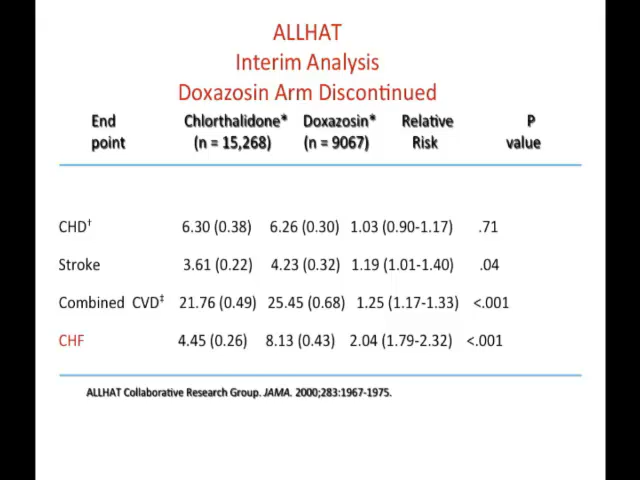 ALLHAT
Interim Analysis
Doxazosin Arm Discontinued
End Chlorthalidone* Doxazosin* Relative P
point (n = 15,268) (n = 9067) Risk value
CHD† 6.30 (0.38) 6.26 (0.30) 1.03 (0.90-1.17) .71
Stroke 3.61 (0.22) 4.23 (0.32) 1.19 (1.01-1.40) .04
Combined CVD‡ 21.76 (0.49) 25.45 (0.68) 1.25 (1.17-1.33) <.001
CHF 4.45 (0.26) 8.13 (0.43) 2.04 (1.79-2.32) <.001
ALLHAT Collaborative Research Group. JAMA. 2000;283:1967-1975.